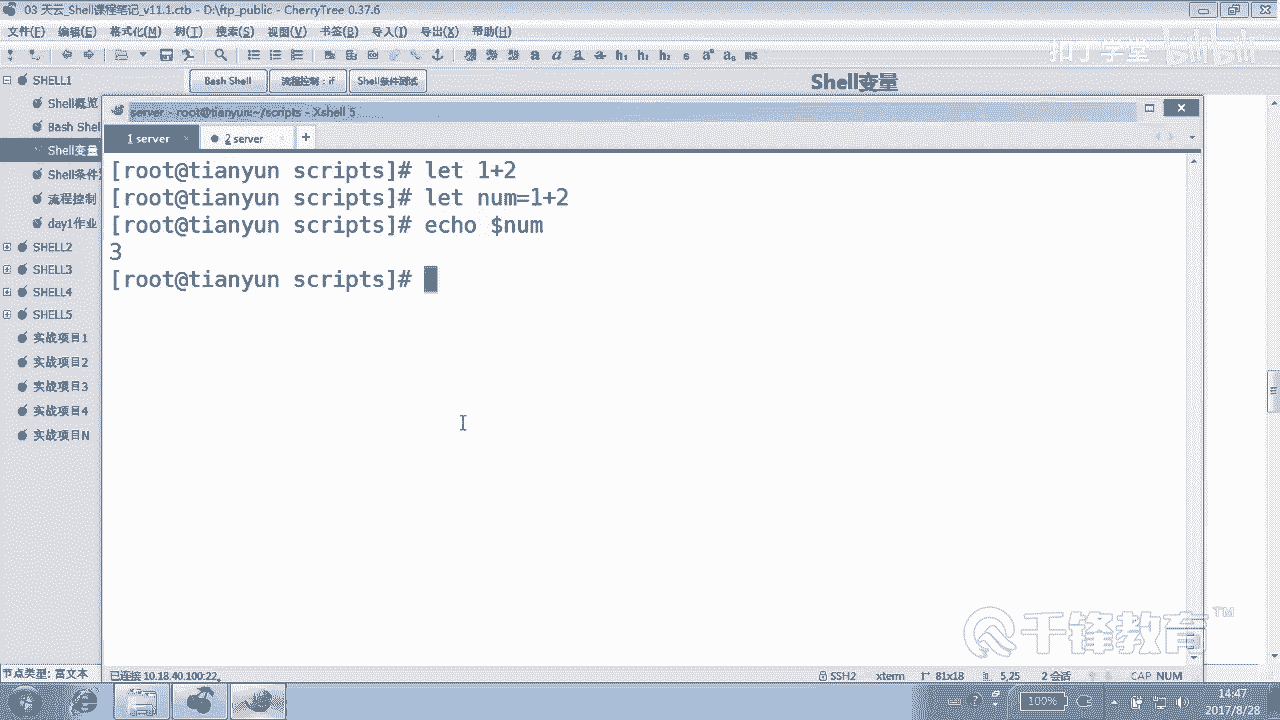 03 天云_Shell课程笔记_v11.1.ctb - D:\ftp_public - CherryTree 0.37.6
文件(F) 编辑(E) 格式化(M) 树(T) 搜索(S) 视图(V) 书签(B) 导入(I) 导出(X) 帮助(H)
扣丁学堂 bilibili
SHELL1
Bash Shell 流程控制：if Shell条件测试
Shell变量
Shell概览
server - root@tianyun:~/scripts - Xshell 5
Bash Shel
1 server 2 server +
Shell变量
Shell条件
流程控制
day1作业
SHELL2
SHELL3
SHELL4
SHELL5
实战项目1
实战项目2
实战项目3
实战项目4
实战项目N
[root@tianyun scripts]# let 1+2
[root@tianyun scripts]# let num=1+2
[root@tianyun scripts]# echo $num
3
[root@tianyun scripts]#
千锋教育 TM
节点类型: 富文本
已连接 10.18.40.100:22。 SSH2 xterm 81x18 5,25 2 会话 CAP NUM
100%
14:47
2017/8/28